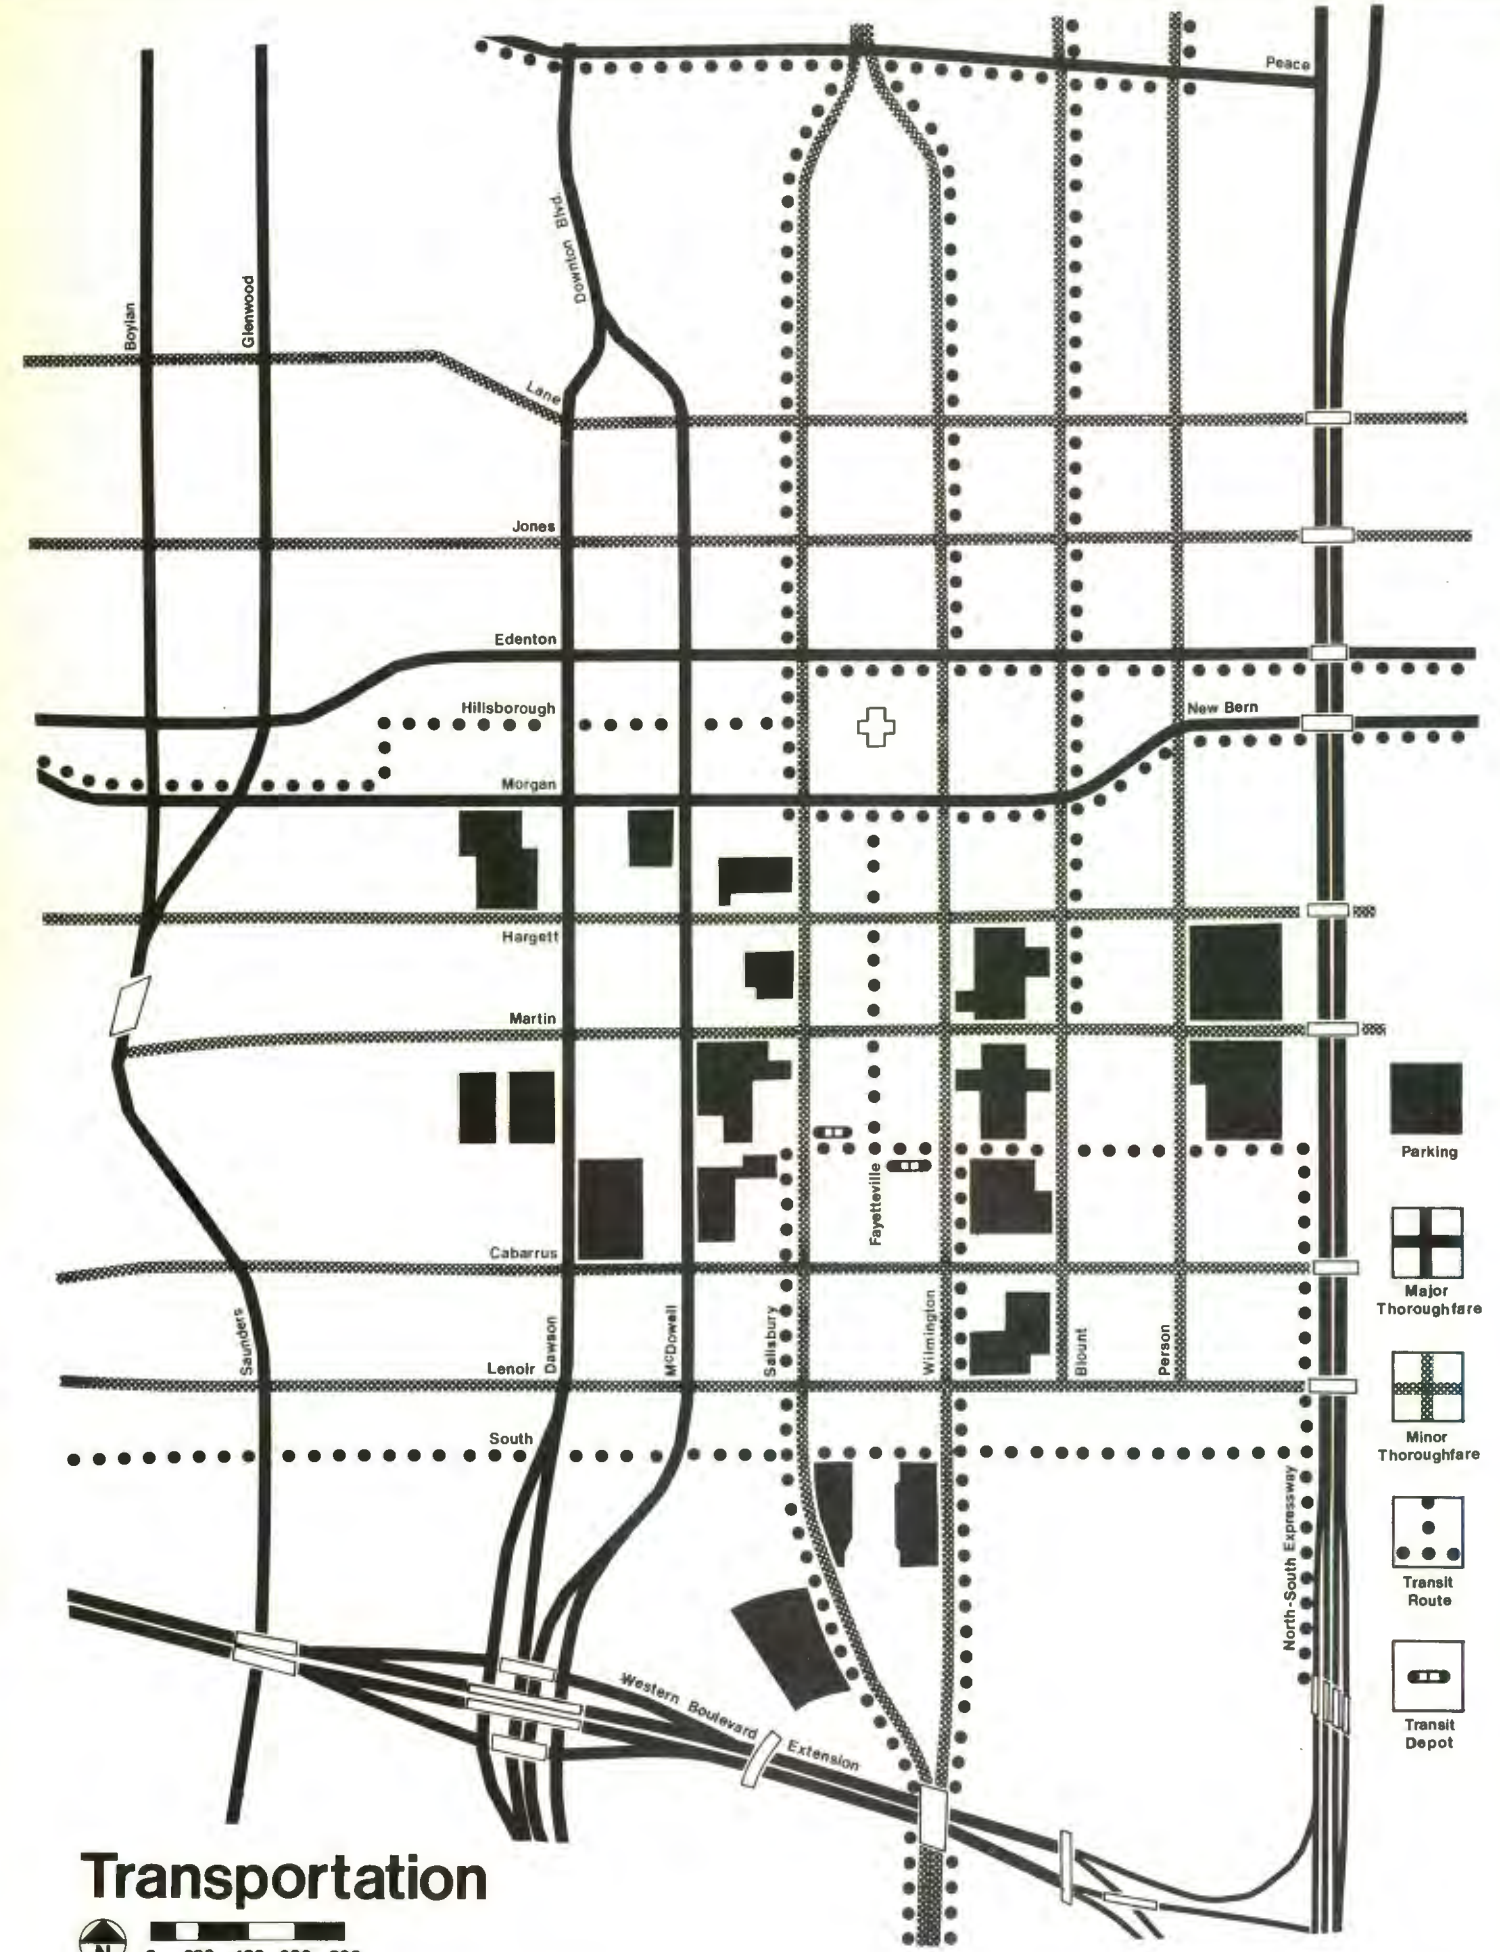 Peace
Downton Blvd.
Boylan
Glenwood
Lane
Jones
Edenton
Hillsborough
New Bern
Morgan
Hargett
Martin
Parking
Fayetteville
Cabarrus
Major
Thoroughfare
Saunders
Dawson
McDowell
Salisbury
Wilmington
Blount
Person
Lenoir
South
Minor
Thoroughfare
North-South Expressway
Transit
Route
Western Boulevard Extension
Transit
Depot
Transportation
N